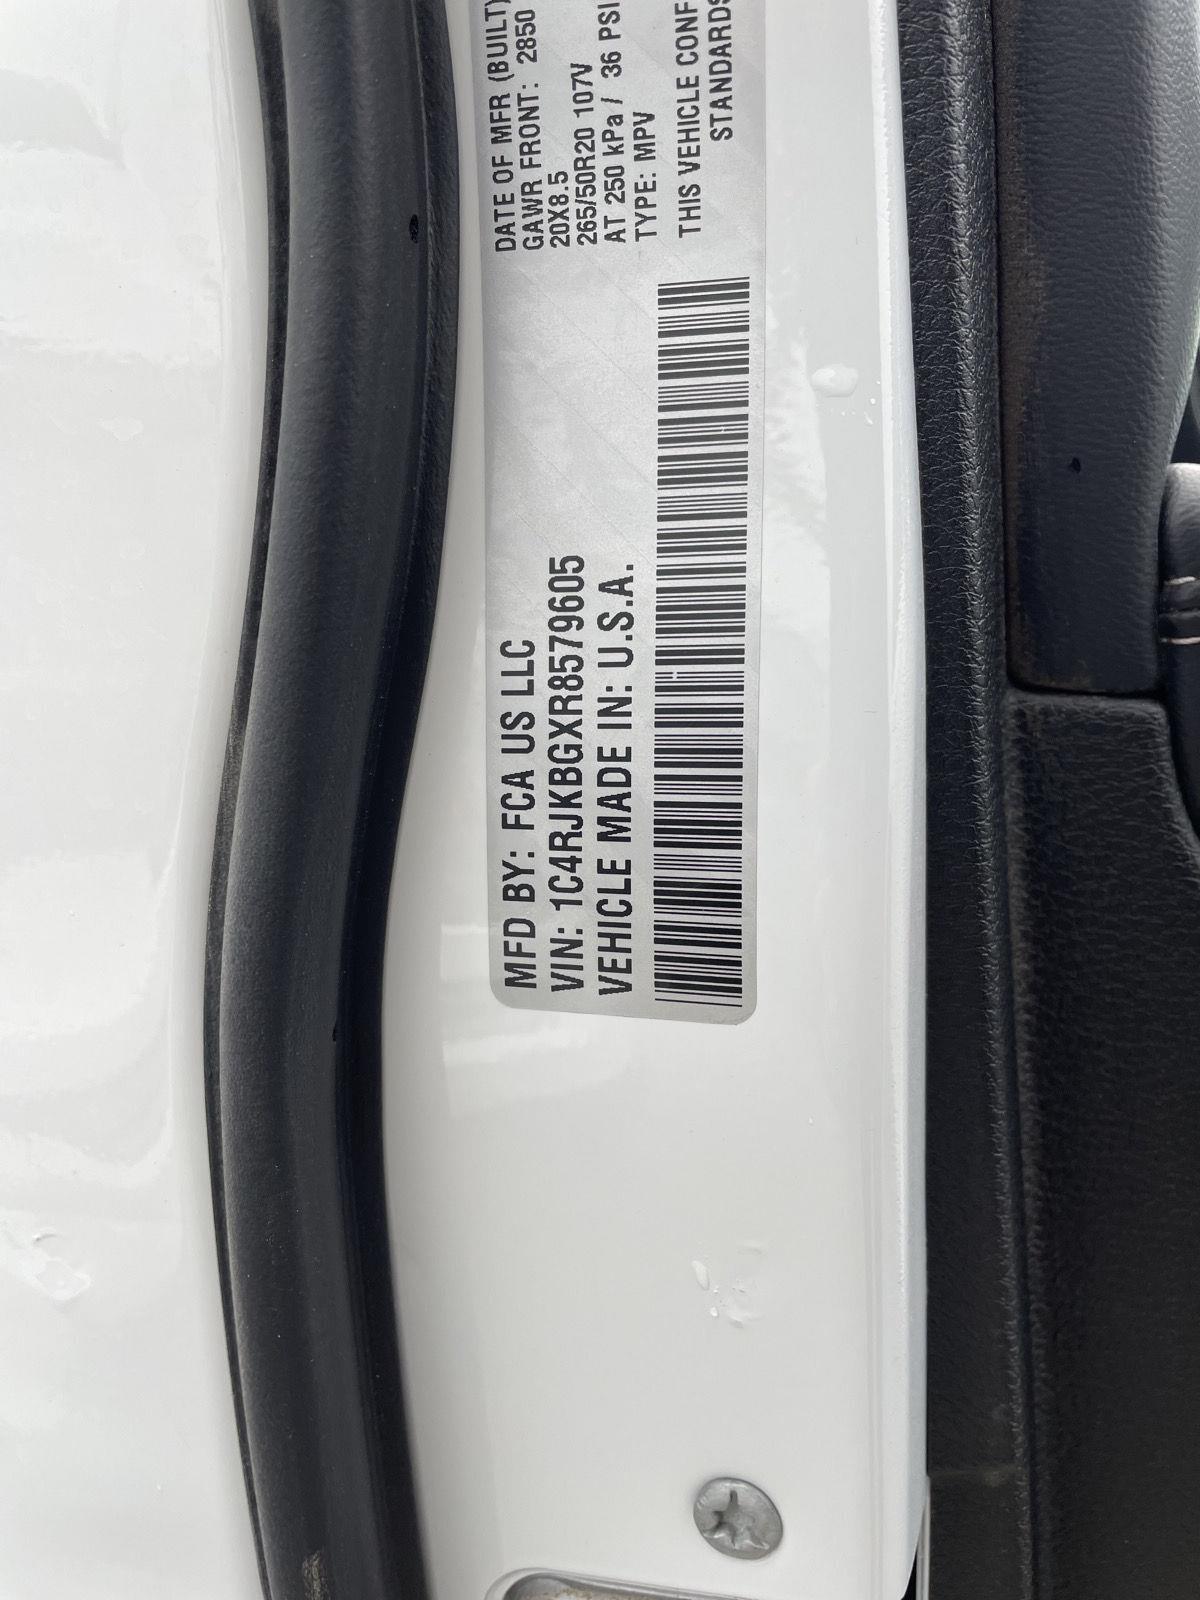 MFD BY: FCA US LLC
VIN: 1C4RJKBGXR8579605
VEHICLE MADE IN: U.S.A.
DATE OF MFR (BUILT)
GAWR FRONT: 2850
20X8.5
265/50R20 107V
AT 250 kPa / 36 PSI
TYPE: MPV
THIS VEHICLE CONF
STANDARDS